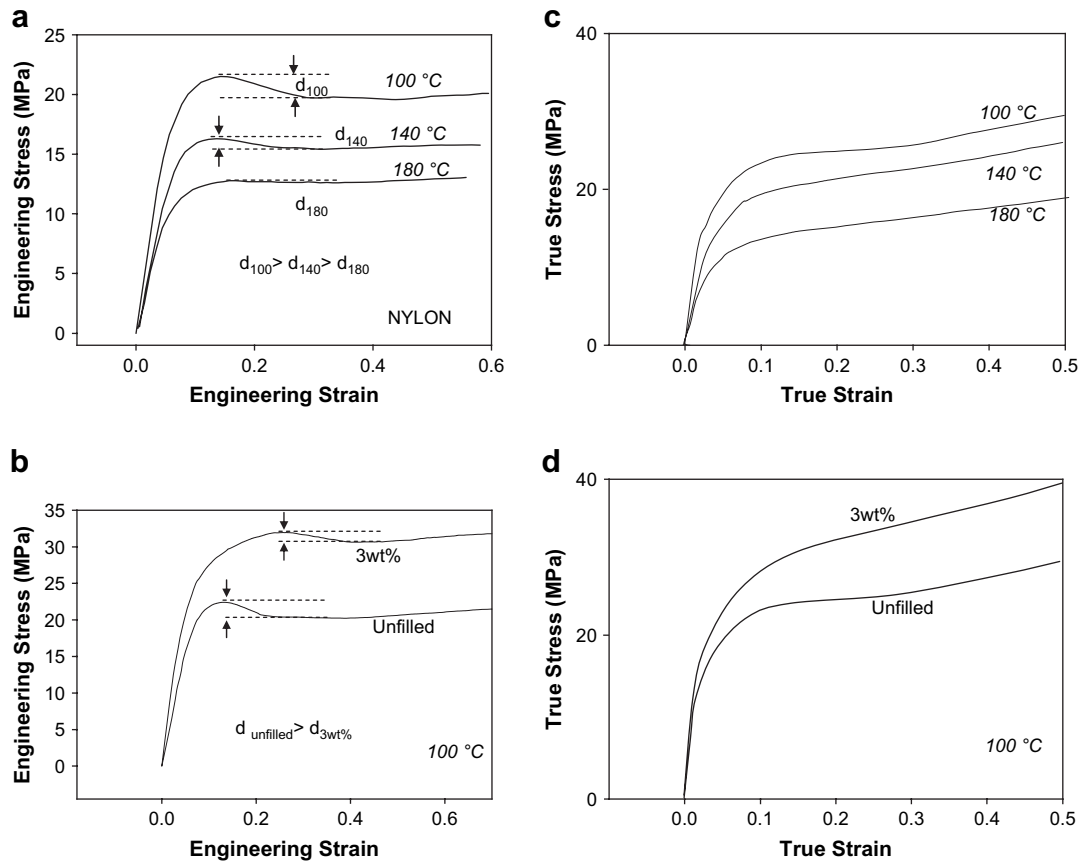 a
Engineering Stress (MPa)
25
20
15
10
5
0
d100
100 °C
d140
140 °C
180 °C
d180
d100> d140> d180
NYLON
0.0 0.2 0.4 0.6
Engineering Strain
c
True Stress (MPa)
40
20
0
100 °C
140 °C
180 °C
0.0 0.1 0.2 0.3 0.4 0.5
True Strain
b
Engineering Stress (MPa)
35
30
25
20
15
10
5
0
3wt%
Unfilled
d unfilled> d3wt%
100 °C
0.0 0.2 0.4 0.6
Engineering Strain
d
True Stress (MPa)
40
20
0
3wt%
Unfilled
100 °C
0.0 0.1 0.2 0.3 0.4 0.5
True Strain